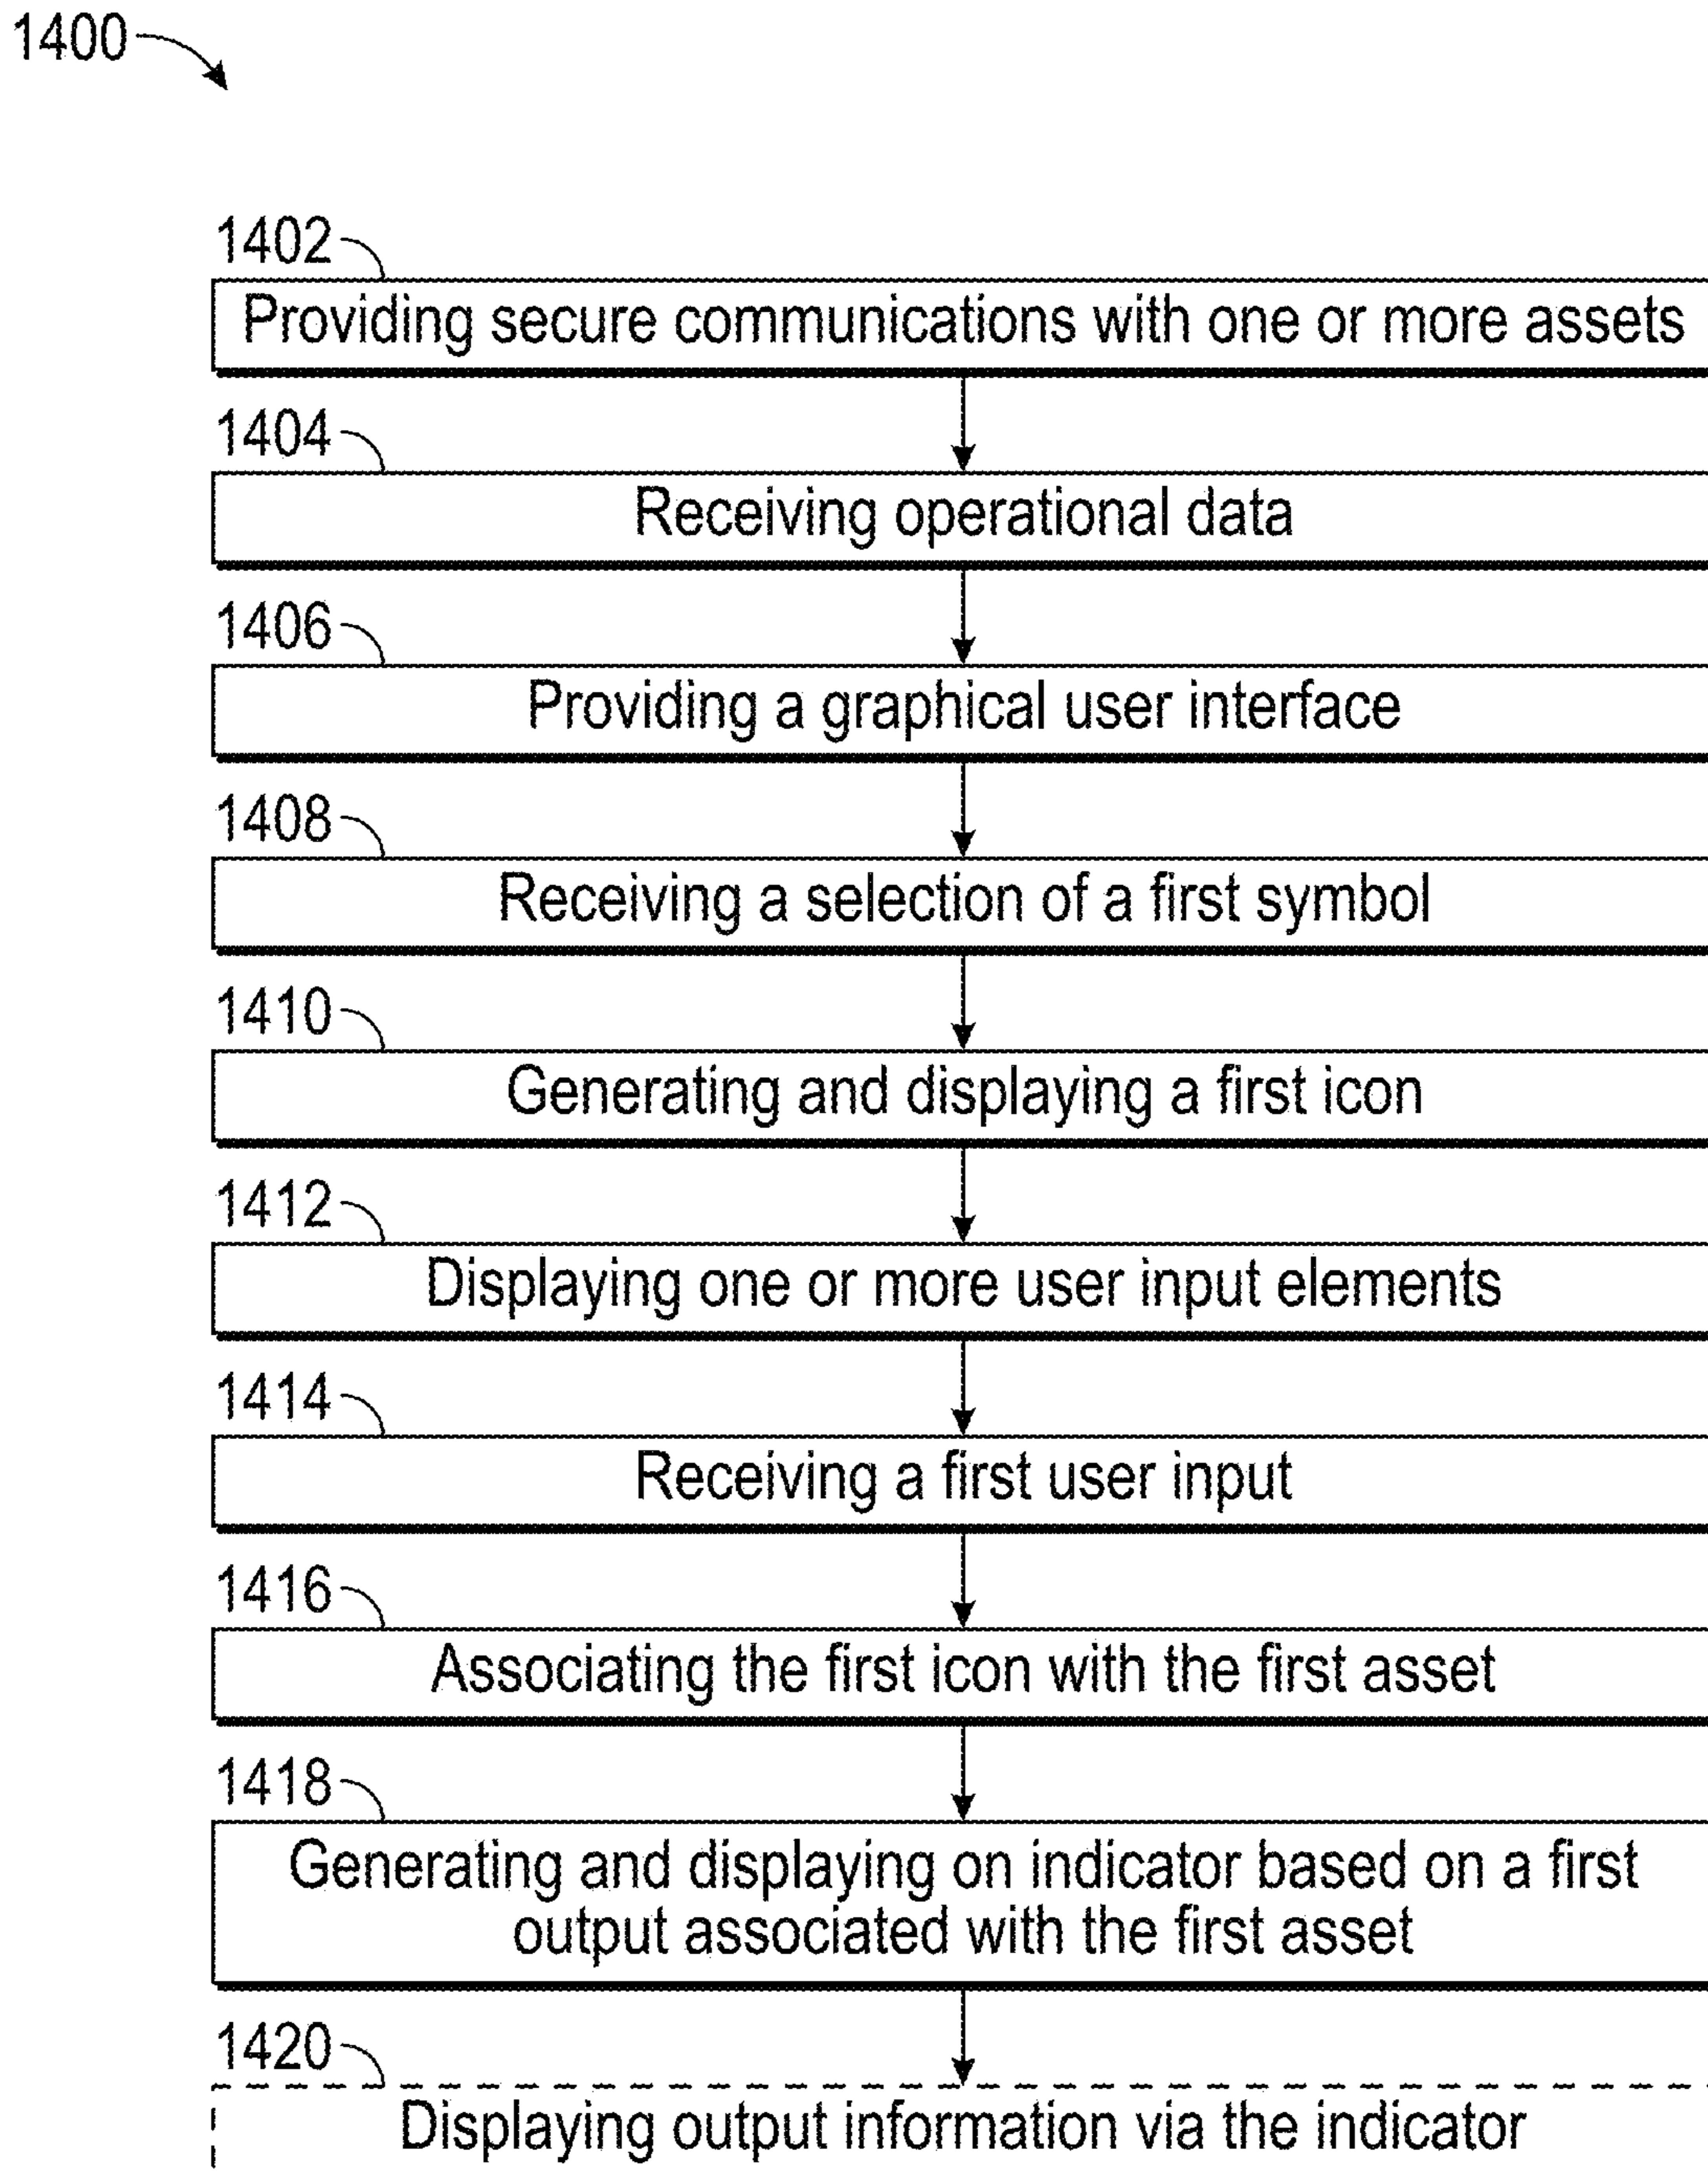 1400
1402
Providing secure communications with one or more assets
1404
Receiving operational data
1406
Providing a graphical user interface
1408
Receiving a selection of a first symbol
1410
Generating and displaying a first icon
1412
Displaying one or more user input elements
1414
Receiving a first user input
1416
Associating the first icon with the first asset
1418
Generating and displaying on indicator based on a first
output associated with the first asset
1420
Displaying output information via the indicator